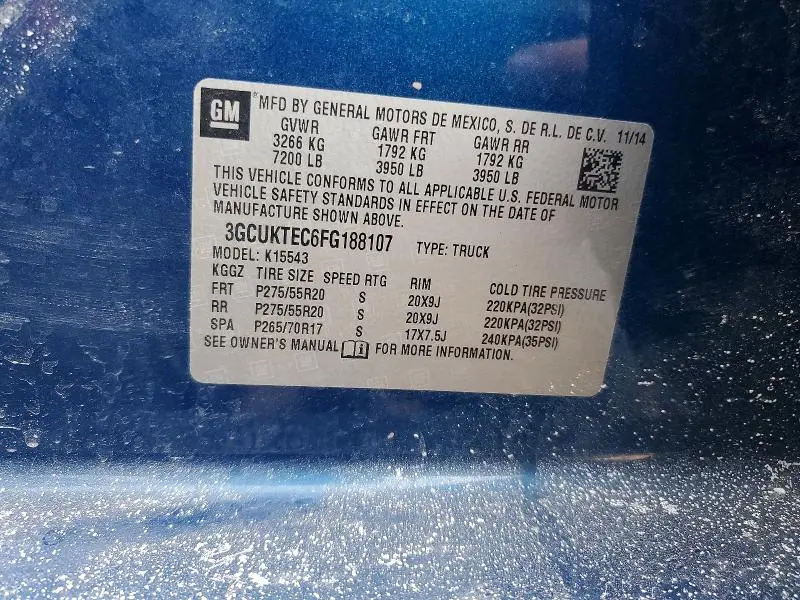 GM
MFD BY GENERAL MOTORS DE MEXICO, S. DE R.L. DE C.V. 11/14
GVWR GAWR FRT GAWR RR
3266 KG 1792 KG 1792 KG
7200 LB 3950 LB 3950 LB
THIS VEHICLE CONFORMS TO ALL APPLICABLE U.S. FEDERAL MOTOR
VEHICLE SAFETY STANDARDS IN EFFECT ON THE DATE OF
MANUFACTURE SHOWN ABOVE.
3GCUKTEC6FG188107 TYPE: TRUCK
MODEL: K15543
KGGZ TIRE SIZE SPEED RTG RIM COLD TIRE PRESSURE
FRT P275/55R20 S 20X9J 220KPA(32PSI)
RR P275/55R20 S 20X9J 220KPA(32PSI)
SPA P265/70R17 S 17X7.5J 240KPA(35PSI)
SEE OWNER'S MANUAL FOR MORE INFORMATION.